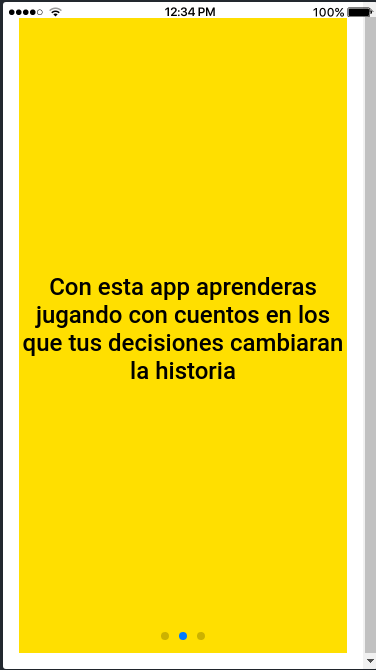 12:34 PM 100%
Con esta app aprenderas
jugando con cuentos en los
que tus decisiones cambiaran
la historia